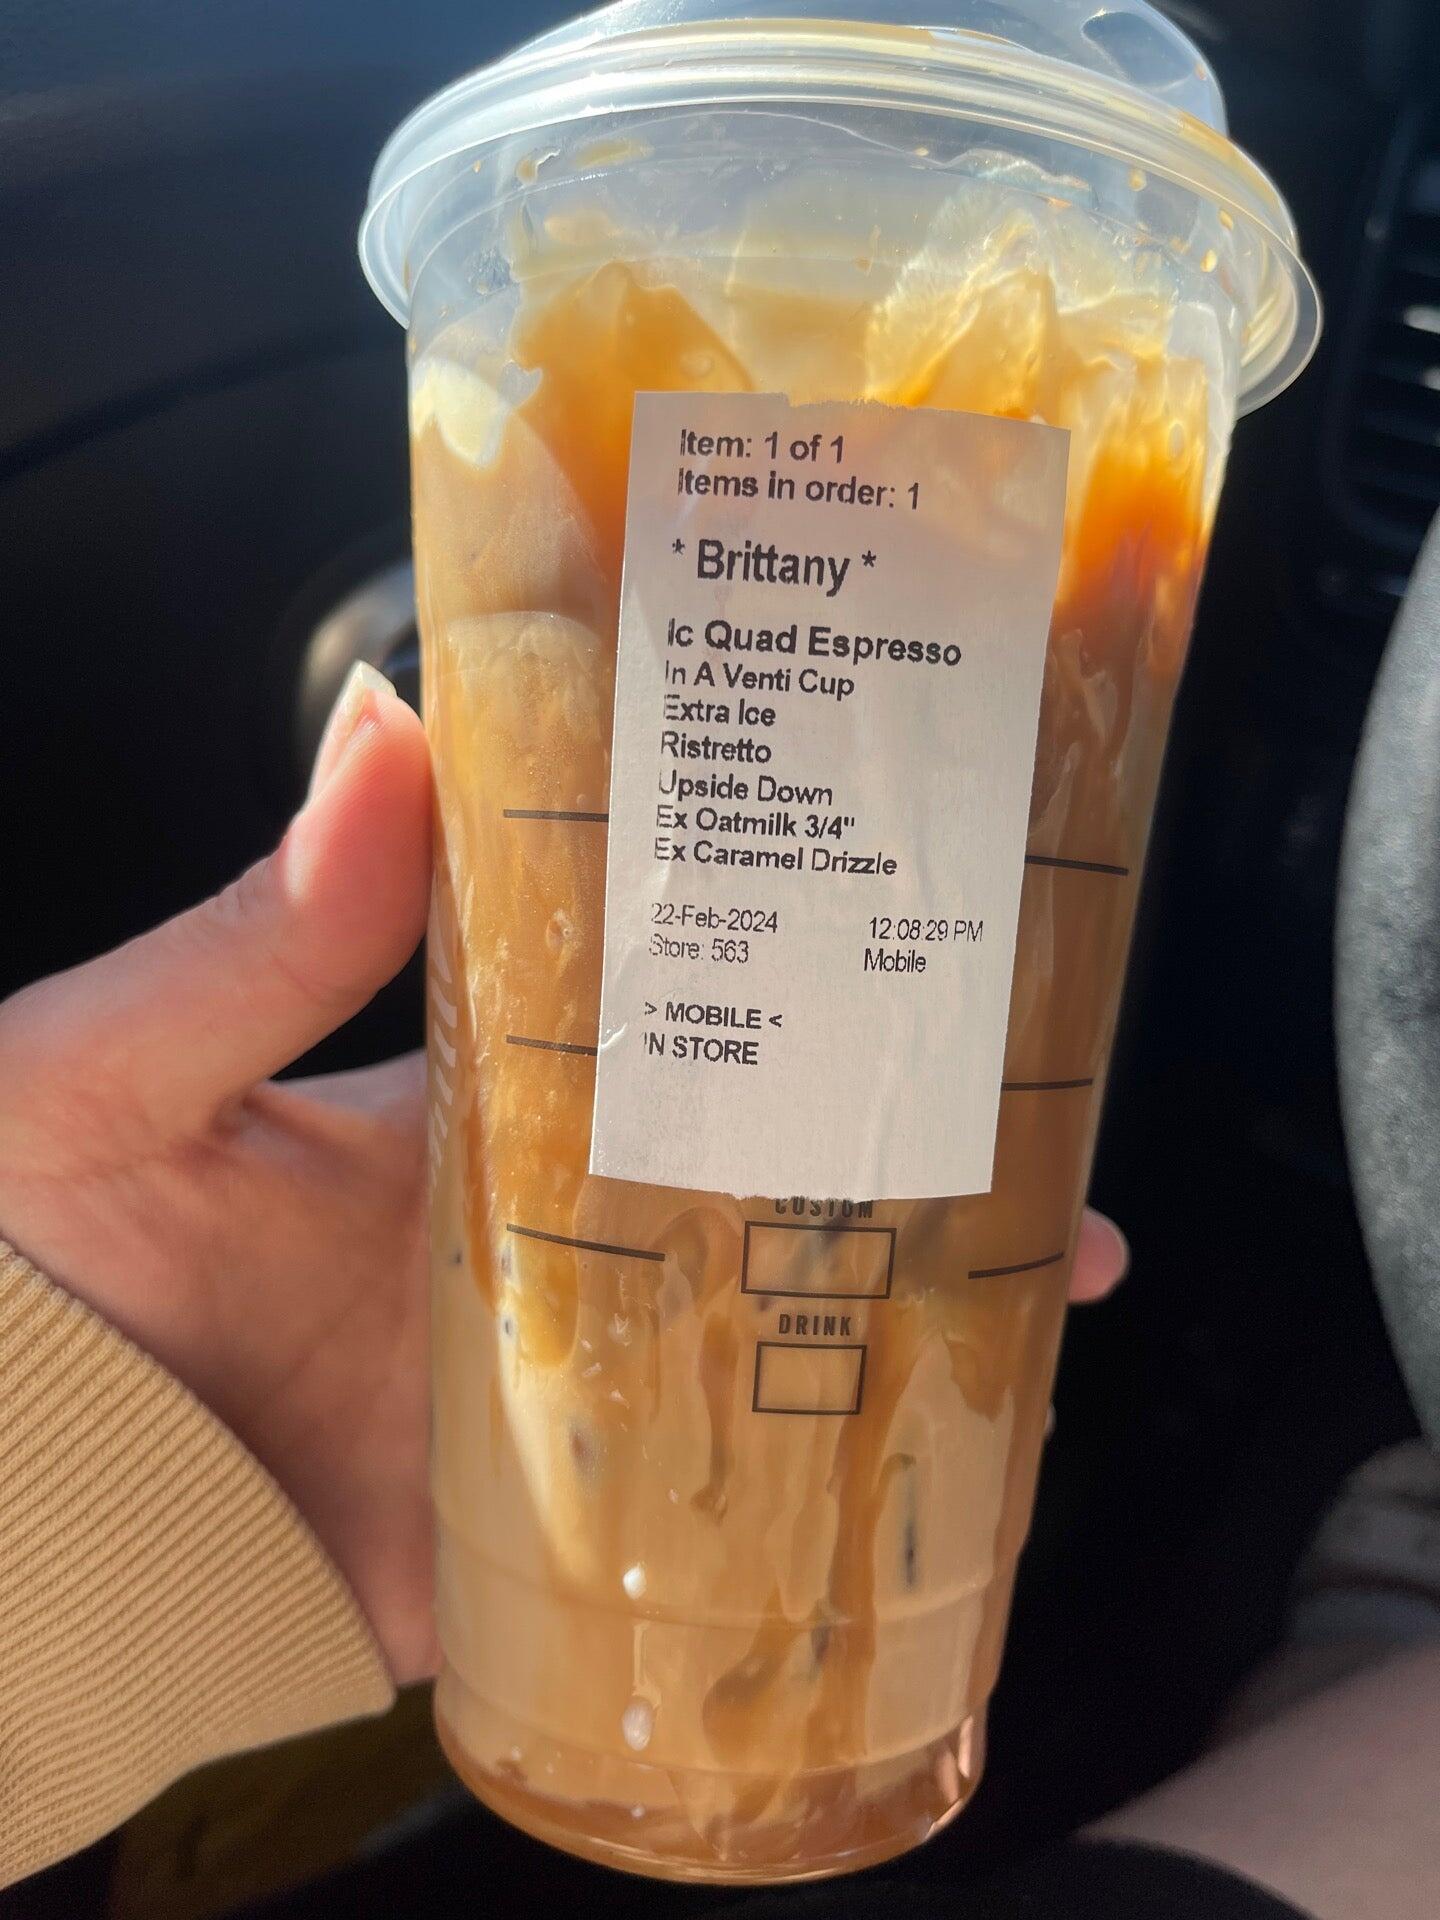 Item: 1 of 1
Items in order: 1
* Brittany *
Ic Quad Espresso
In A Venti Cup
Extra Ice
Ristretto
Upside Down
Ex Oatmilk 3/4"
Ex Caramel Drizzle
22-Feb-2024 12:08:29 PM
Store: 563 Mobile
> MOBILE <
IN STORE
CUSTOM
DRINK